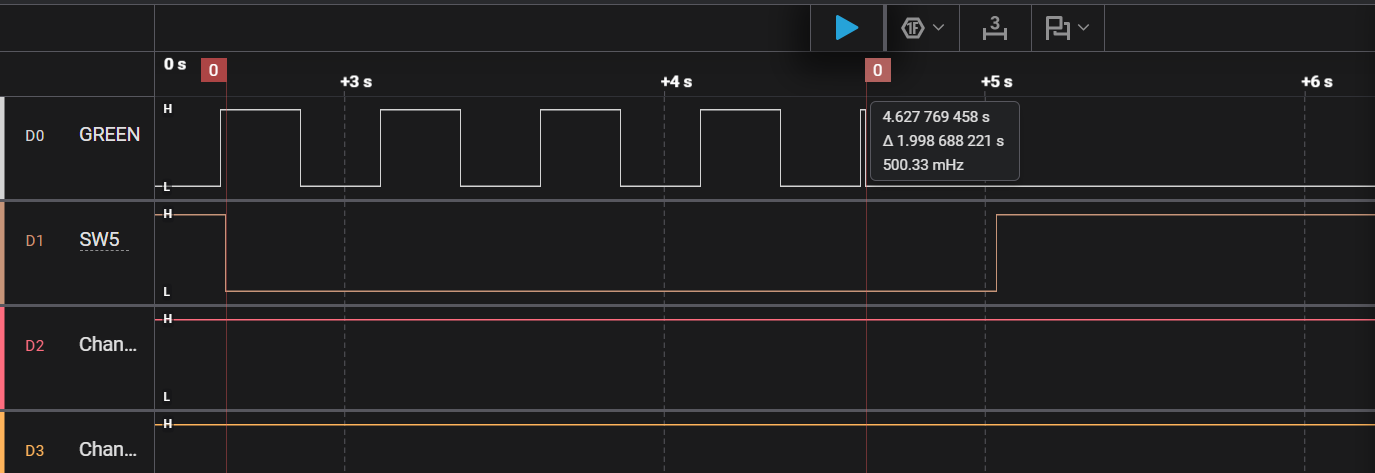 1F
3
0 s
0
0
+3 s
+4 s
+5 s
+6 s
4.627 769 458 s
Δ 1.998 688 221 s
500.33 mHz
D0
GREEN
H
L
D1
SW5
H
L
D2
Chan...
H
L
D3
Chan...
H